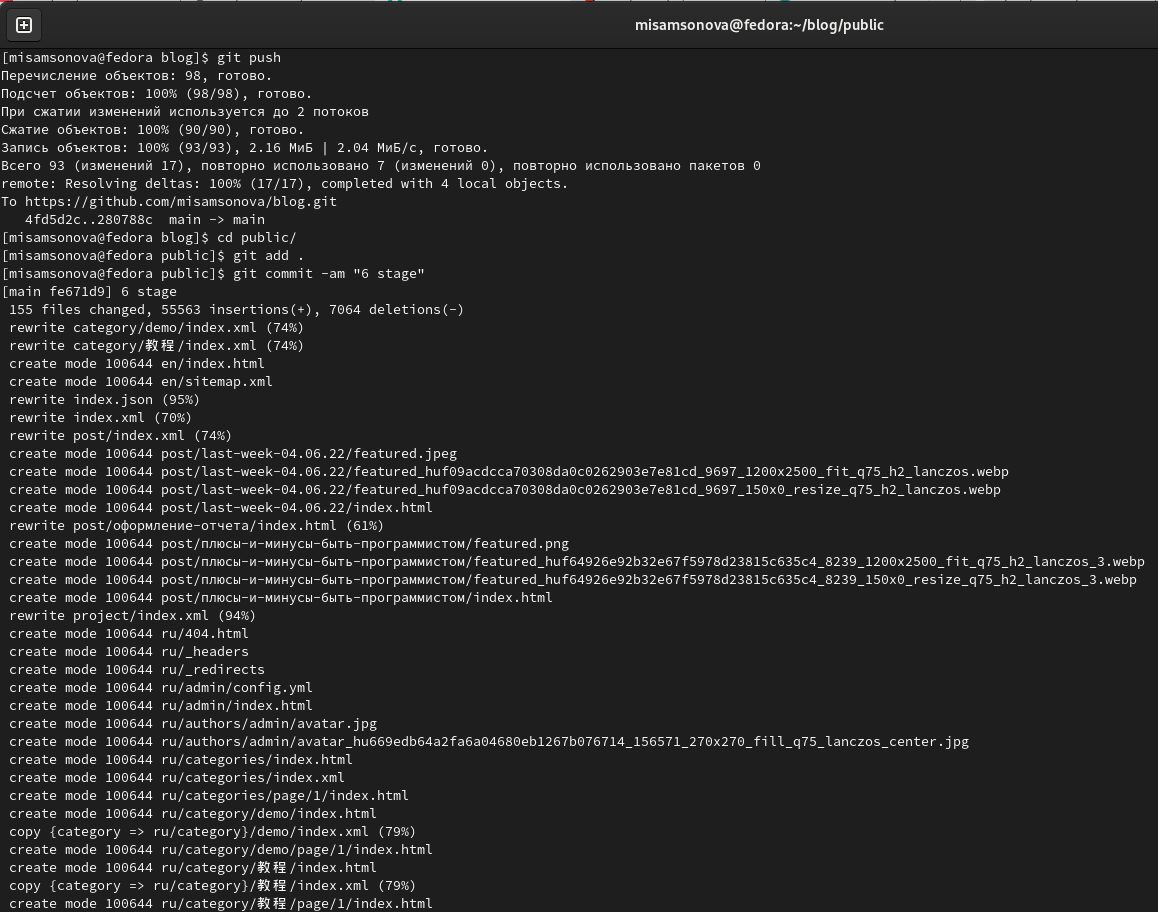 misamsonova@fedora:~/blog/public
[misamsonova@fedora blog]$ git push
Перечисление объектов: 98, готово.
Подсчет объектов: 100% (98/98), готово.
При сжатии изменений используется до 2 потоков
Сжатие объектов: 100% (90/90), готово.
Запись объектов: 100% (93/93), 2.16 МиБ | 2.04 МиБ/с, готово.
Всего 93 (изменений 17), повторно использовано 7 (изменений 0), повторно использовано пакетов 0
remote: Resolving deltas: 100% (17/17), completed with 4 local objects.
To https://github.com/misamsonova/blog.git
   4fd5d2c..280788c  main -> main
[misamsonova@fedora blog]$ cd public/
[misamsonova@fedora public]$ git add .
[misamsonova@fedora public]$ git commit -am "6 stage"
[main fe671d9] 6 stage
 155 files changed, 55563 insertions(+), 7064 deletions(-)
 rewrite category/demo/index.xml (74%)
 rewrite category/教程/index.xml (74%)
 create mode 100644 en/index.html
 create mode 100644 en/sitemap.xml
 rewrite index.json (95%)
 rewrite index.xml (70%)
 rewrite post/index.xml (74%)
 create mode 100644 post/last-week-04.06.22/featured.jpeg
 create mode 100644 post/last-week-04.06.22/featured_huf09acdcca70308da0c0262903e7e81cd_9697_1200x2500_fit_q75_h2_lanczos.webp
 create mode 100644 post/last-week-04.06.22/featured_huf09acdcca70308da0c0262903e7e81cd_9697_150x0_resize_q75_h2_lanczos.webp
 create mode 100644 post/last-week-04.06.22/index.html
 rewrite post/оформление-отчета/index.html (61%)
 create mode 100644 post/плюсы-и-минусы-быть-программистом/featured.png
 create mode 100644 post/плюсы-и-минусы-быть-программистом/featured_huf64926e92b32e67f5978d23815c635c4_8239_1200x2500_fit_q75_h2_lanczos_3.webp
 create mode 100644 post/плюсы-и-минусы-быть-программистом/featured_huf64926e92b32e67f5978d23815c635c4_8239_150x0_resize_q75_h2_lanczos_3.webp
 create mode 100644 post/плюсы-и-минусы-быть-программистом/index.html
 rewrite project/index.xml (94%)
 create mode 100644 ru/404.html
 create mode 100644 ru/_headers
 create mode 100644 ru/_redirects
 create mode 100644 ru/admin/config.yml
 create mode 100644 ru/admin/index.html
 create mode 100644 ru/authors/admin/avatar.jpg
 create mode 100644 ru/authors/admin/avatar_hu669edb64a2fa6a04680eb1267b076714_156571_270x270_fill_q75_lanczos_center.jpg
 create mode 100644 ru/categories/index.html
 create mode 100644 ru/categories/index.xml
 create mode 100644 ru/categories/page/1/index.html
 create mode 100644 ru/category/demo/index.html
 copy {category => ru/category}/demo/index.xml (79%)
 create mode 100644 ru/category/demo/page/1/index.html
 create mode 100644 ru/category/教程/index.html
 copy {category => ru/category}/教程/index.xml (79%)
 create mode 100644 ru/category/教程/page/1/index.html